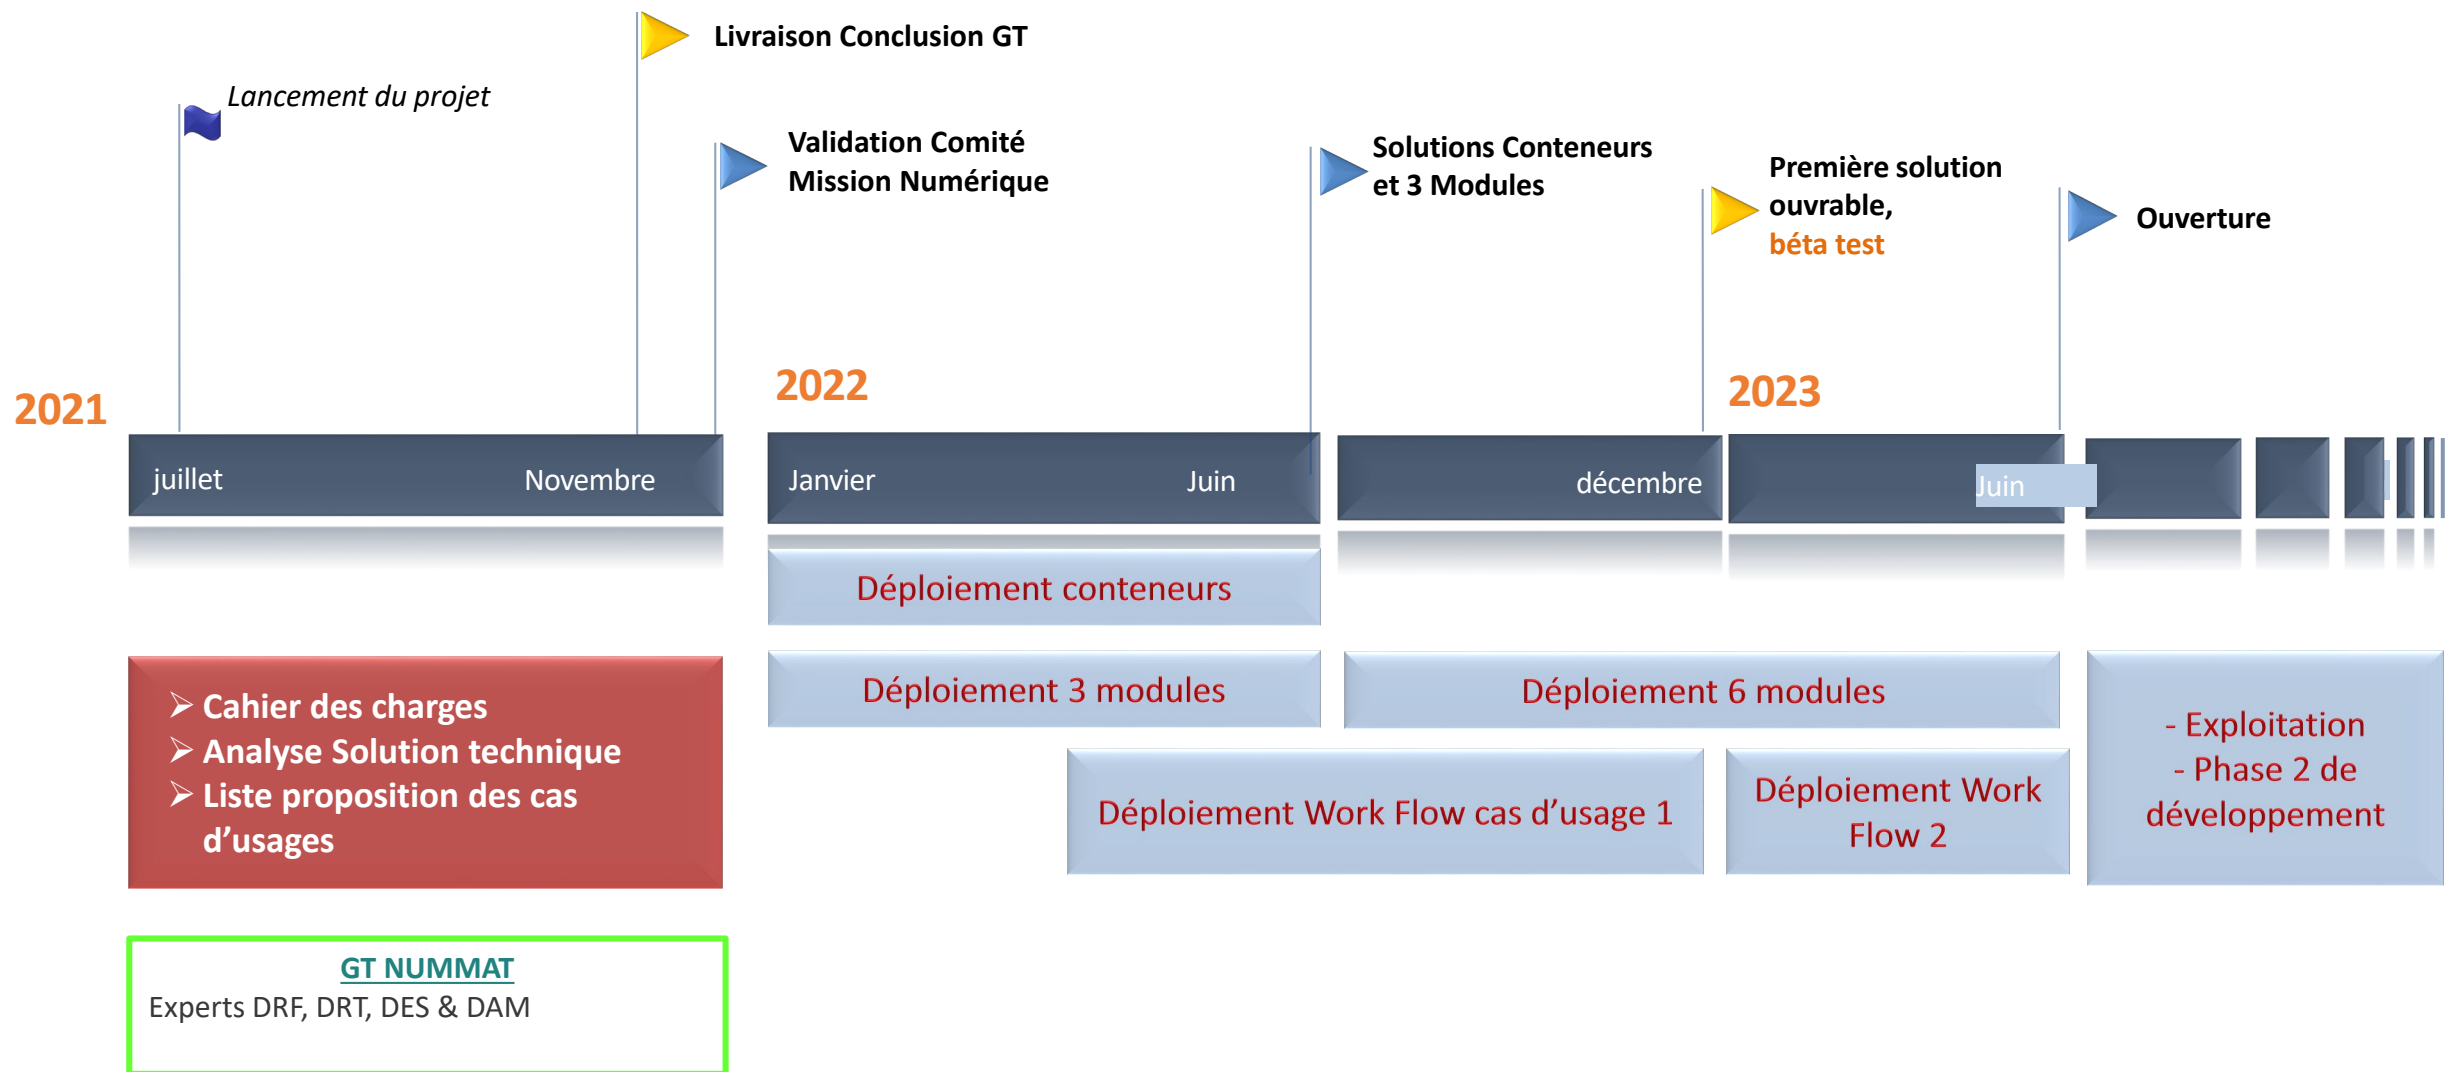 Livraison Conclusion GT
Lancement du projet
Validation Comité
Mission Numérique
Solutions Conteneurs
et 3 Modules
Première solution
ouvrable,
béta test
Ouverture
2021
2022
2023
juillet
Novembre
Janvier
Juin
décembre
Juin
Déploiement conteneurs
Déploiement 3 modules
Déploiement 6 modules
Déploiement Work Flow cas d’usage 1
Déploiement Work
Flow 2
- Exploitation
- Phase 2 de
développement
➢ Cahier des charges
➢ Analyse Solution technique
➢ Liste proposition des cas
d’usages
GT NUMMAT
Experts DRF, DRT, DES & DAM